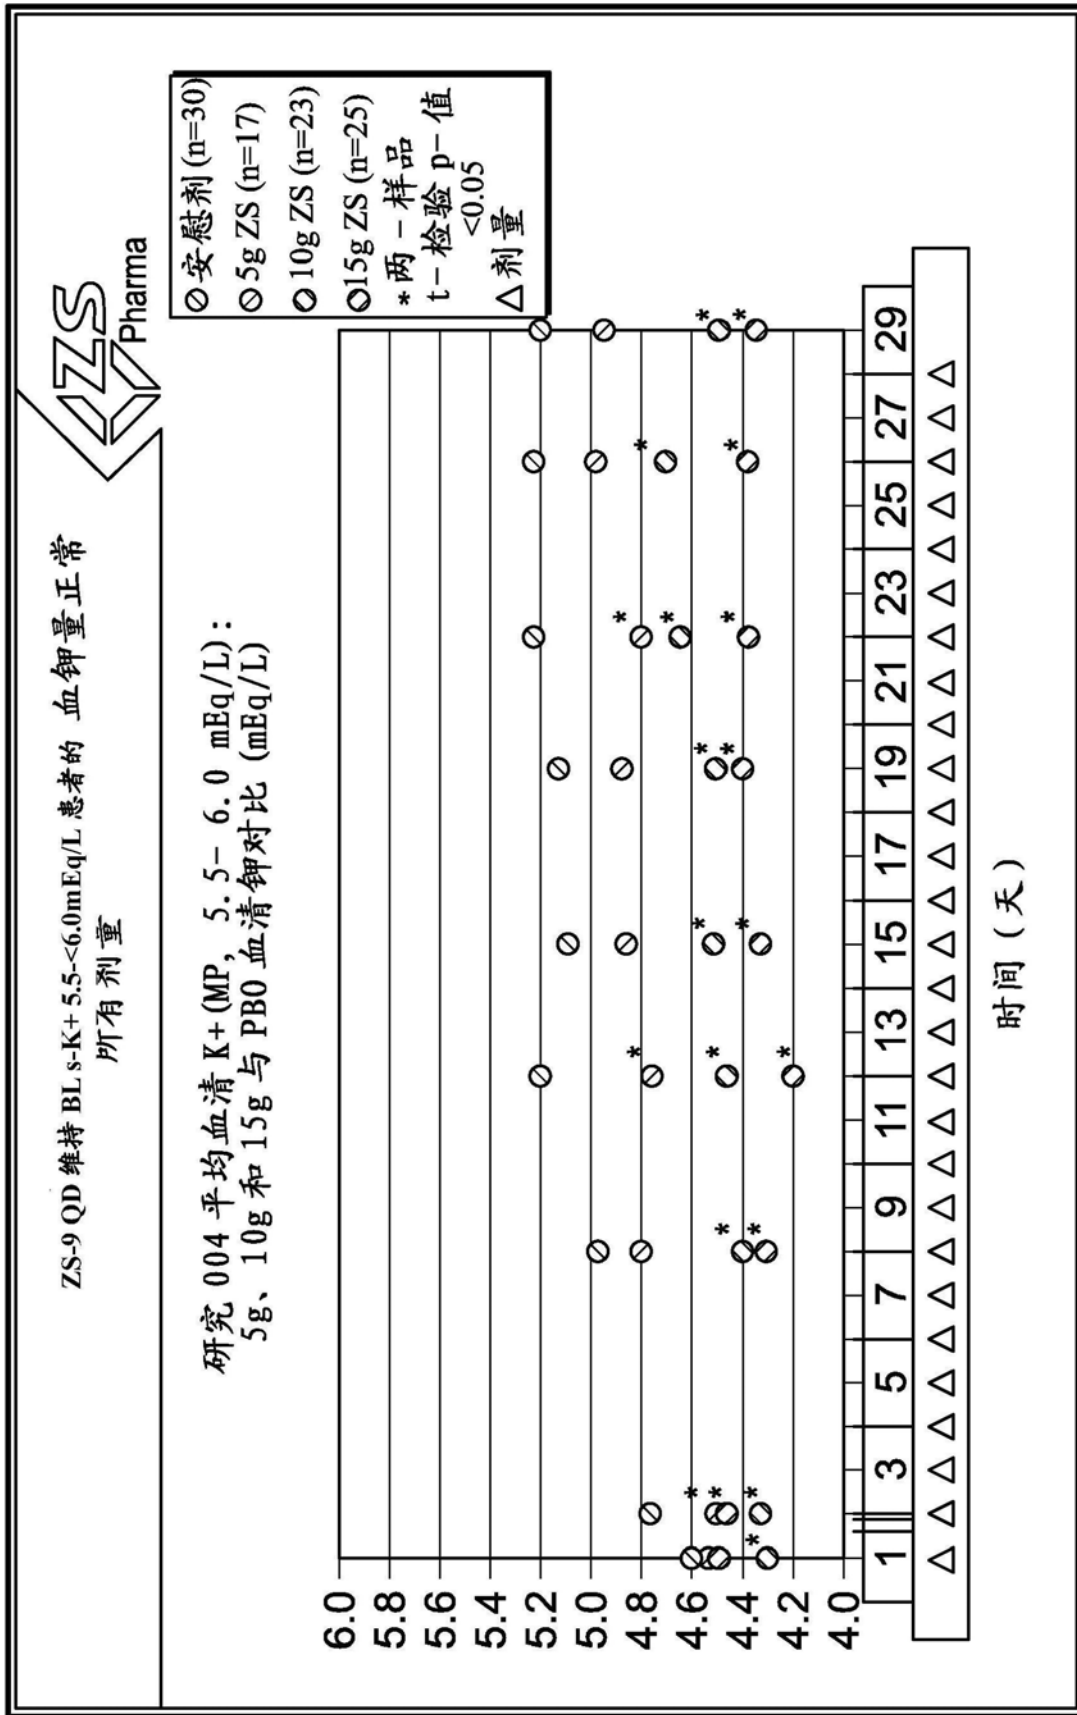 ZS-9 QD 维持 BL s-K+ 5.5-<6.0mEq/L 患者的 血钾量正常
所有剂量
ZS
Pharma
研究 004 平均血清 K+(MP, 5.5- 6.0 mEq/L):
5g、10g 和 15g 与 PBO 血清钾对比 (mEq/L)
安慰剂 (n=30)
5g ZS (n=17)
10g ZS (n=23)
15g ZS (n=25)
*两 - 样品
t- 检验 p- 值
<0.05
△ 剂量
6.0
5.8
5.6
5.4
5.2
5.0
4.8
4.6
4.4
4.2
4.0
1 3 5 7 9 11 13 15 17 19 21 23 25 27 29
时间 (天)